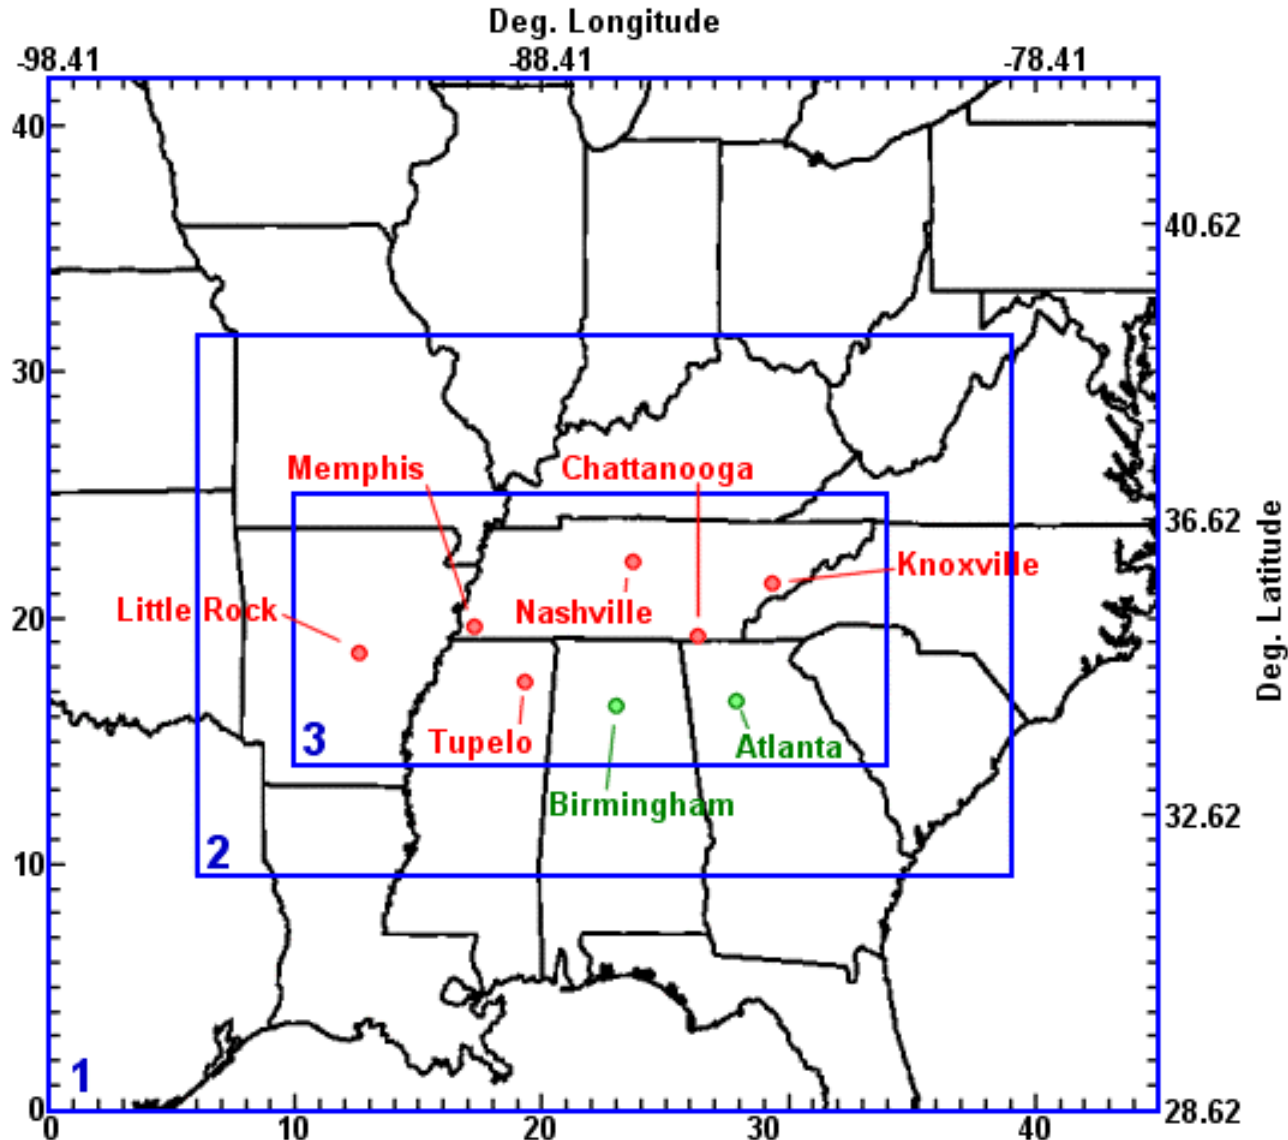 Deg. Longitude
-98.41 -88.41 -78.41
40
40.62
30
Memphis Chattanooga
36.62
Knoxville
Little Rock Nashville
20
Deg. Latitude
3 Tupelo Atlanta
Birmingham
32.62
2
10
1
0 28.62
0 10 20 30 40